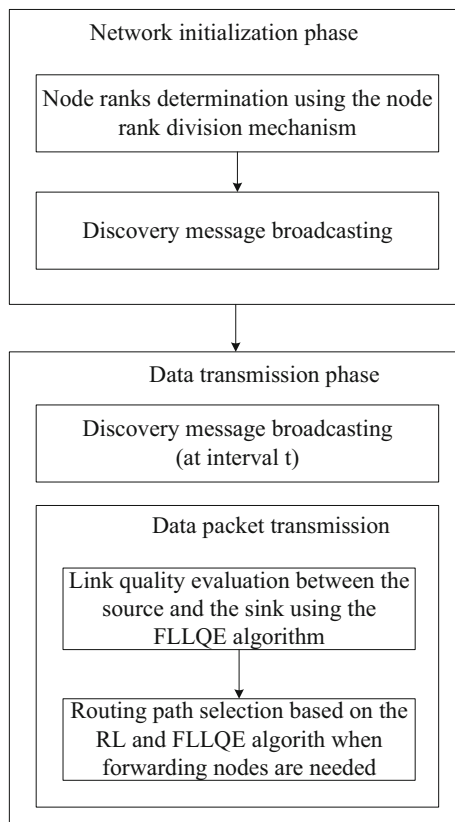 Network initialization phase
Node ranks determination using the node
rank division mechanism
Discovery message broadcasting
Data transmission phase
Discovery message broadcasting
(at interval t)
Data packet transmission
Link quality evaluation between the
source and the sink using the
FLLQE algorithm
Routing path selection based on the
RL and FLLQE algorith when
forwarding nodes are needed